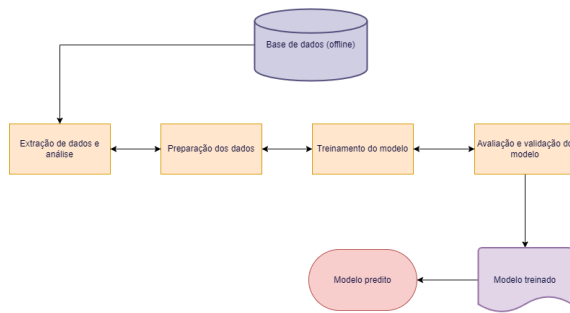 Base de dados (offline)
Extração de dados e
análise
Preparação dos dados
Treinamento do modelo
Avaliação e validação do
modelo
Modelo predito
Modelo treinado